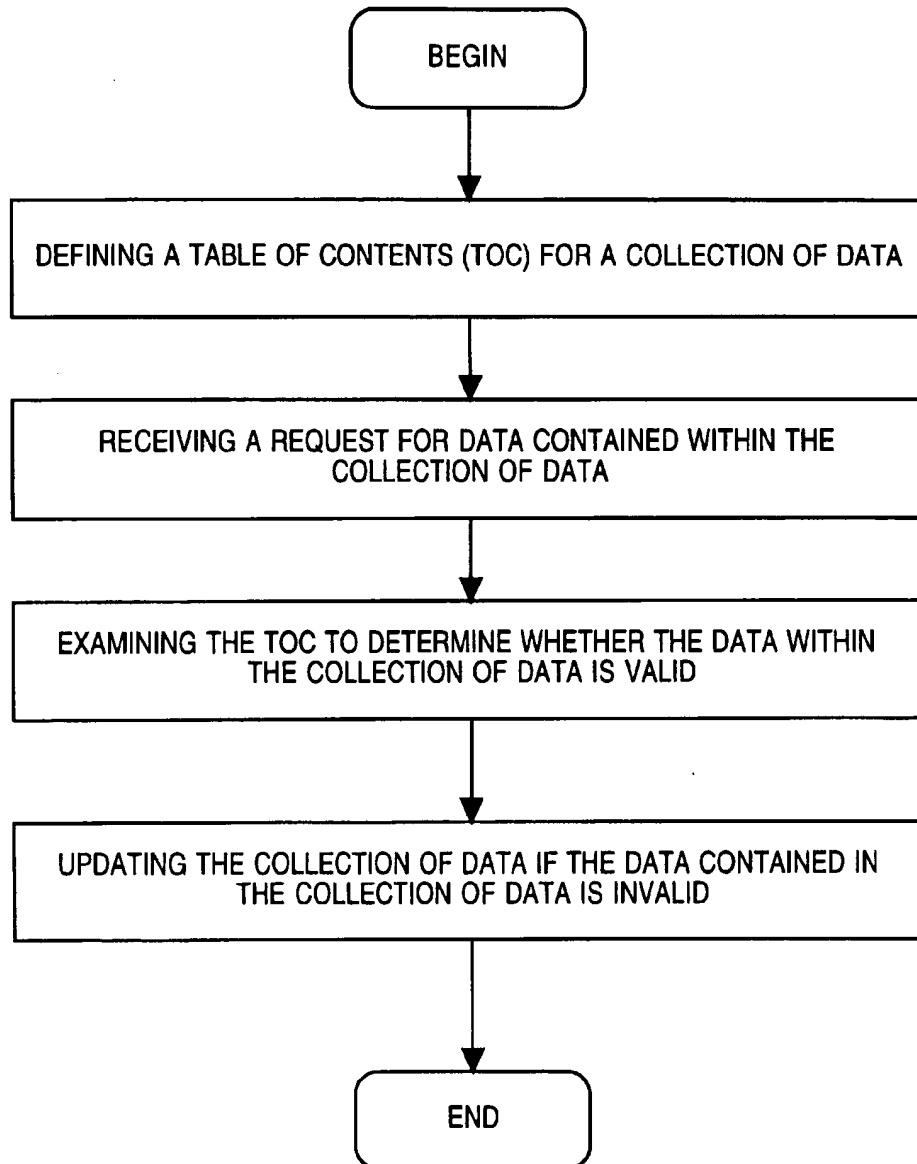 BEGIN
DEFINING A TABLE OF CONTENTS (TOC) FOR A COLLECTION OF DATA
RECEIVING A REQUEST FOR DATA CONTAINED WITHIN THE
COLLECTION OF DATA
EXAMINING THE TOC TO DETERMINE WHETHER THE DATA WITHIN
THE COLLECTION OF DATA IS VALID
UPDATING THE COLLECTION OF DATA IF THE DATA CONTAINED IN
THE COLLECTION OF DATA IS INVALID
END